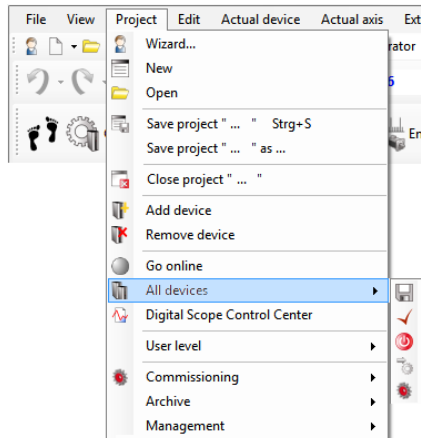 File View Project Edit Actual device Actual axis Ext
Wizard... rator
New
Open 5
Save project " ... " Strg+S
Save project " ... " as ... En
Close project " ... "
Add device
Remove device
Go online
All devices
Digital Scope Control Center
User level
Commissioning
Archive
Management